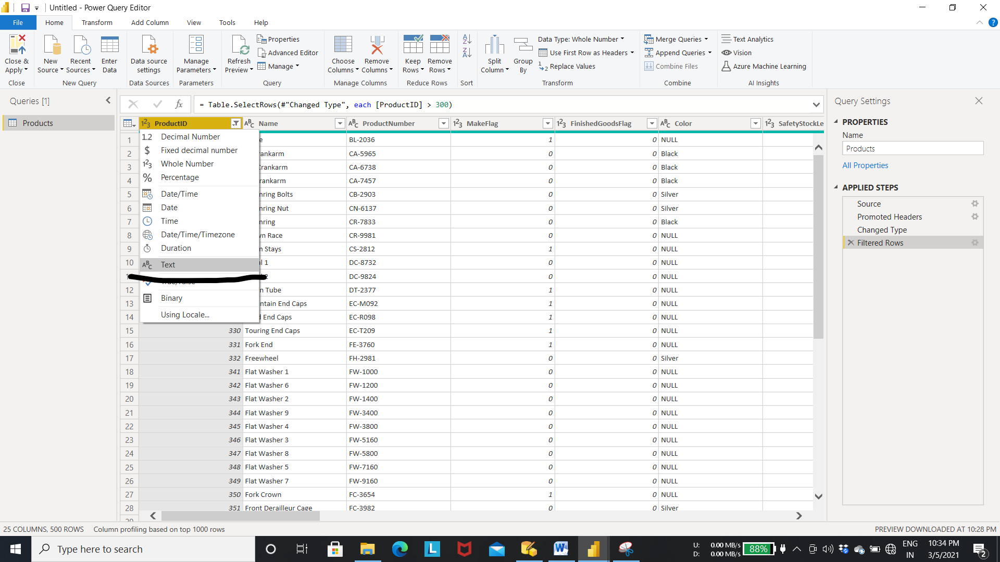 Untitled - Power Query Editor
File Home Transform Add Column View Tools Help
Close & Apply
Close
New Source
Recent Sources
Enter Data
New Query
Data source settings
Data Sources
Manage Parameters
Parameters
Refresh Preview
Properties
Advanced Editor
Manage
Query
Choose Columns
Remove Columns
Manage Columns
Keep Rows
Remove Rows
Reduce Rows
Sort
Split Column
Group By
Data Type: Whole Number
Use First Row as Headers
Replace Values
Transform
Merge Queries
Append Queries
Combine Files
Combine
Text Analytics
Vision
Azure Machine Learning
AI Insights
Queries [1]
Products
fx = Table.SelectRows(#"Changed Type", each [ProductID] > 300)
ProductID Name ProductNumber MakeFlag FinishedGoodsFlag Color SafetyStockLe
1.2 Decimal Number
$ Fixed decimal number
123 Whole Number
% Percentage
Date/Time
Date
Time
Date/Time/Timezone
Duration
ABC Text
Binary
Using Locale...
1 e BL-2036 1 0 NULL
2 rankarm CA-5965 0 0 Black
3 Crankarm CA-6738 0 0 Black
4 rankarm CA-7457 0 0 Black
5 nring Bolts CB-2903 0 0 Silver
6 nring Nut CN-6137 0 0 Silver
7 nring CR-7833 0 0 Black
8 vn Race CR-9981 0 0 NULL
9 n Stays CS-2812 1 0 NULL
10 al 1 DC-8732 0 0 NULL
2 DC-9824 0 0 NULL
12 n Tube DT-2377 1 0 NULL
13 ntain End Caps EC-M092 1 0 NULL
14 d End Caps EC-R098 1 0 NULL
15 330 Touring End Caps EC-T209 1 0 NULL
16 331 Fork End FE-3760 1 0 NULL
17 332 Freewheel FH-2981 0 0 Silver
18 341 Flat Washer 1 FW-1000 0 0 NULL
19 342 Flat Washer 6 FW-1200 0 0 NULL
20 343 Flat Washer 2 FW-1400 0 0 NULL
21 344 Flat Washer 9 FW-3400 0 0 NULL
22 345 Flat Washer 4 FW-3800 0 0 NULL
23 346 Flat Washer 3 FW-5160 0 0 NULL
24 347 Flat Washer 8 FW-5800 0 0 NULL
25 348 Flat Washer 5 FW-7160 0 0 NULL
26 349 Flat Washer 7 FW-9160 0 0 NULL
27 350 Fork Crown FC-3654 1 0 NULL
28 351 Front Derailleur Cage FC-3982 0 0 Silver
Query Settings
PROPERTIES
Name
Products
All Properties
APPLIED STEPS
Source
Promoted Headers
Changed Type
Filtered Rows
25 COLUMNS, 500 ROWS Column profiling based on top 1000 rows PREVIEW DOWNLOADED AT 10:28 PM
Type here to search
U: 0.00 MB/s
D: 0.00 MB/s
88%
ENG
IN
10:34 PM
3/5/2021
2